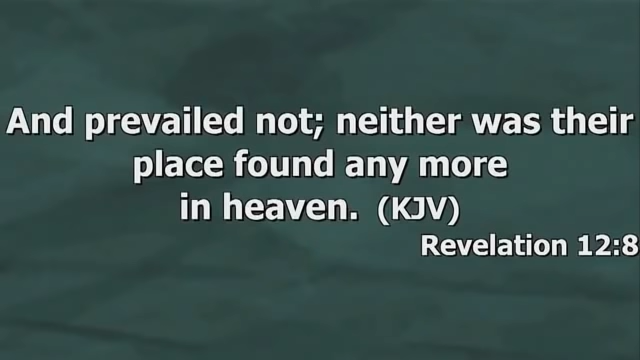 And prevailed not; neither was their
place found any more
in heaven. (KJV)
Revelation 12:8